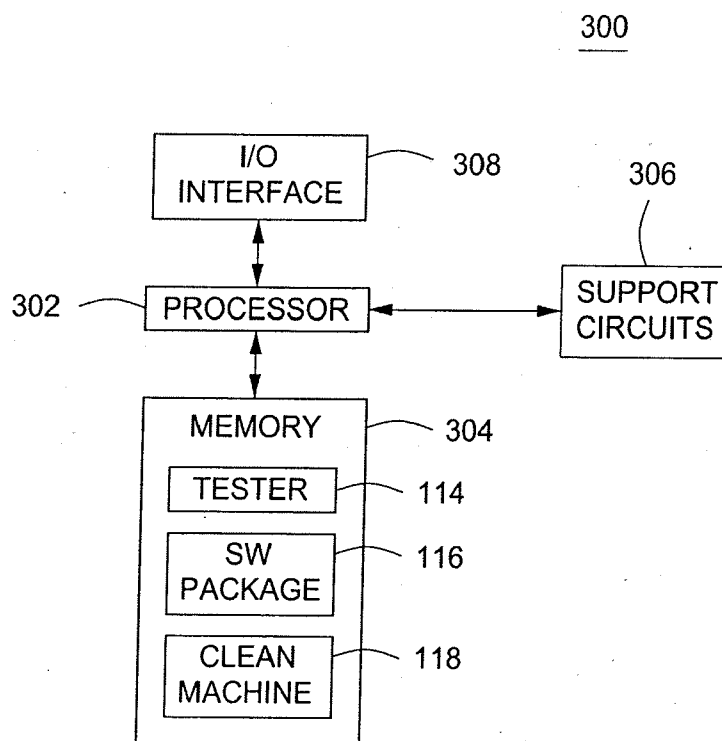 300
I/O
INTERFACE
308
306
302
PROCESSOR
SUPPORT
CIRCUITS
MEMORY
304
TESTER
114
SW
PACKAGE
116
CLEAN
MACHINE
118